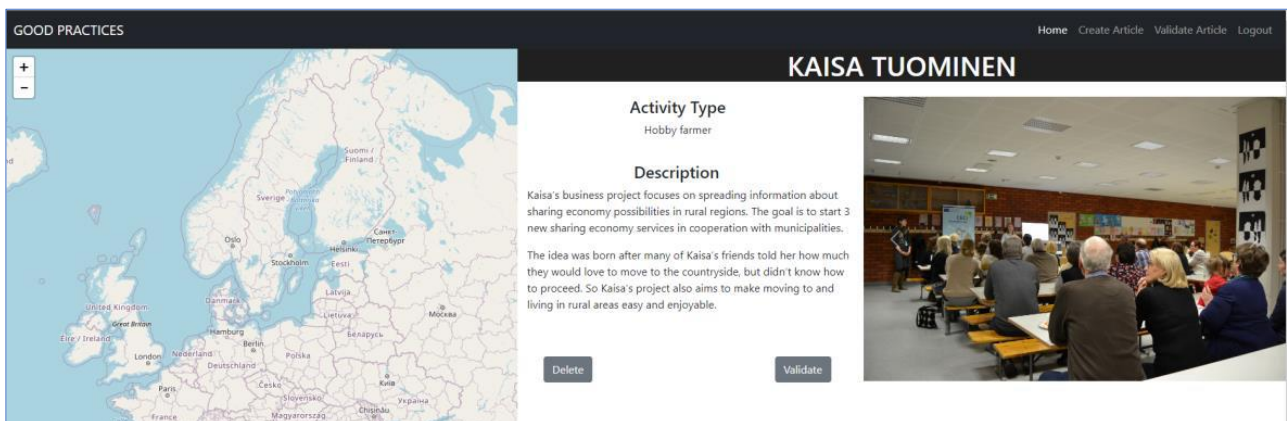 GOOD PRACTICES
Home Create Article Validate Article Logout
+
−
KAISA TUOMINEN
Activity Type
Hobby farmer
Description
Kaisa's business project focuses on spreading information about
sharing economy possibilities in rural regions. The goal is to start 3
new sharing economy services in cooperation with municipalities.
The idea was born after many of Kaisa's friends told her how much
they would love to move to the countryside, but didn't know how
to proceed. So Kaisa's project also aims to make moving to and
living in rural areas easy and enjoyable.
Delete Validate
Suomi /
Finland
Sverige
Oslo
Helsinki
Санкт-
Петербург
Stockholm
Eesti
Latvija
Москва
Danmark
Lietuva
United Kingdom
Great Britain
Éire / Ireland
Hamburg
Беларусь
Berlin
London
Nederland
Polska
Deutschland
Paris
Česko
Київ
Slovensko
Україна
France
Magyarország
Chișinău